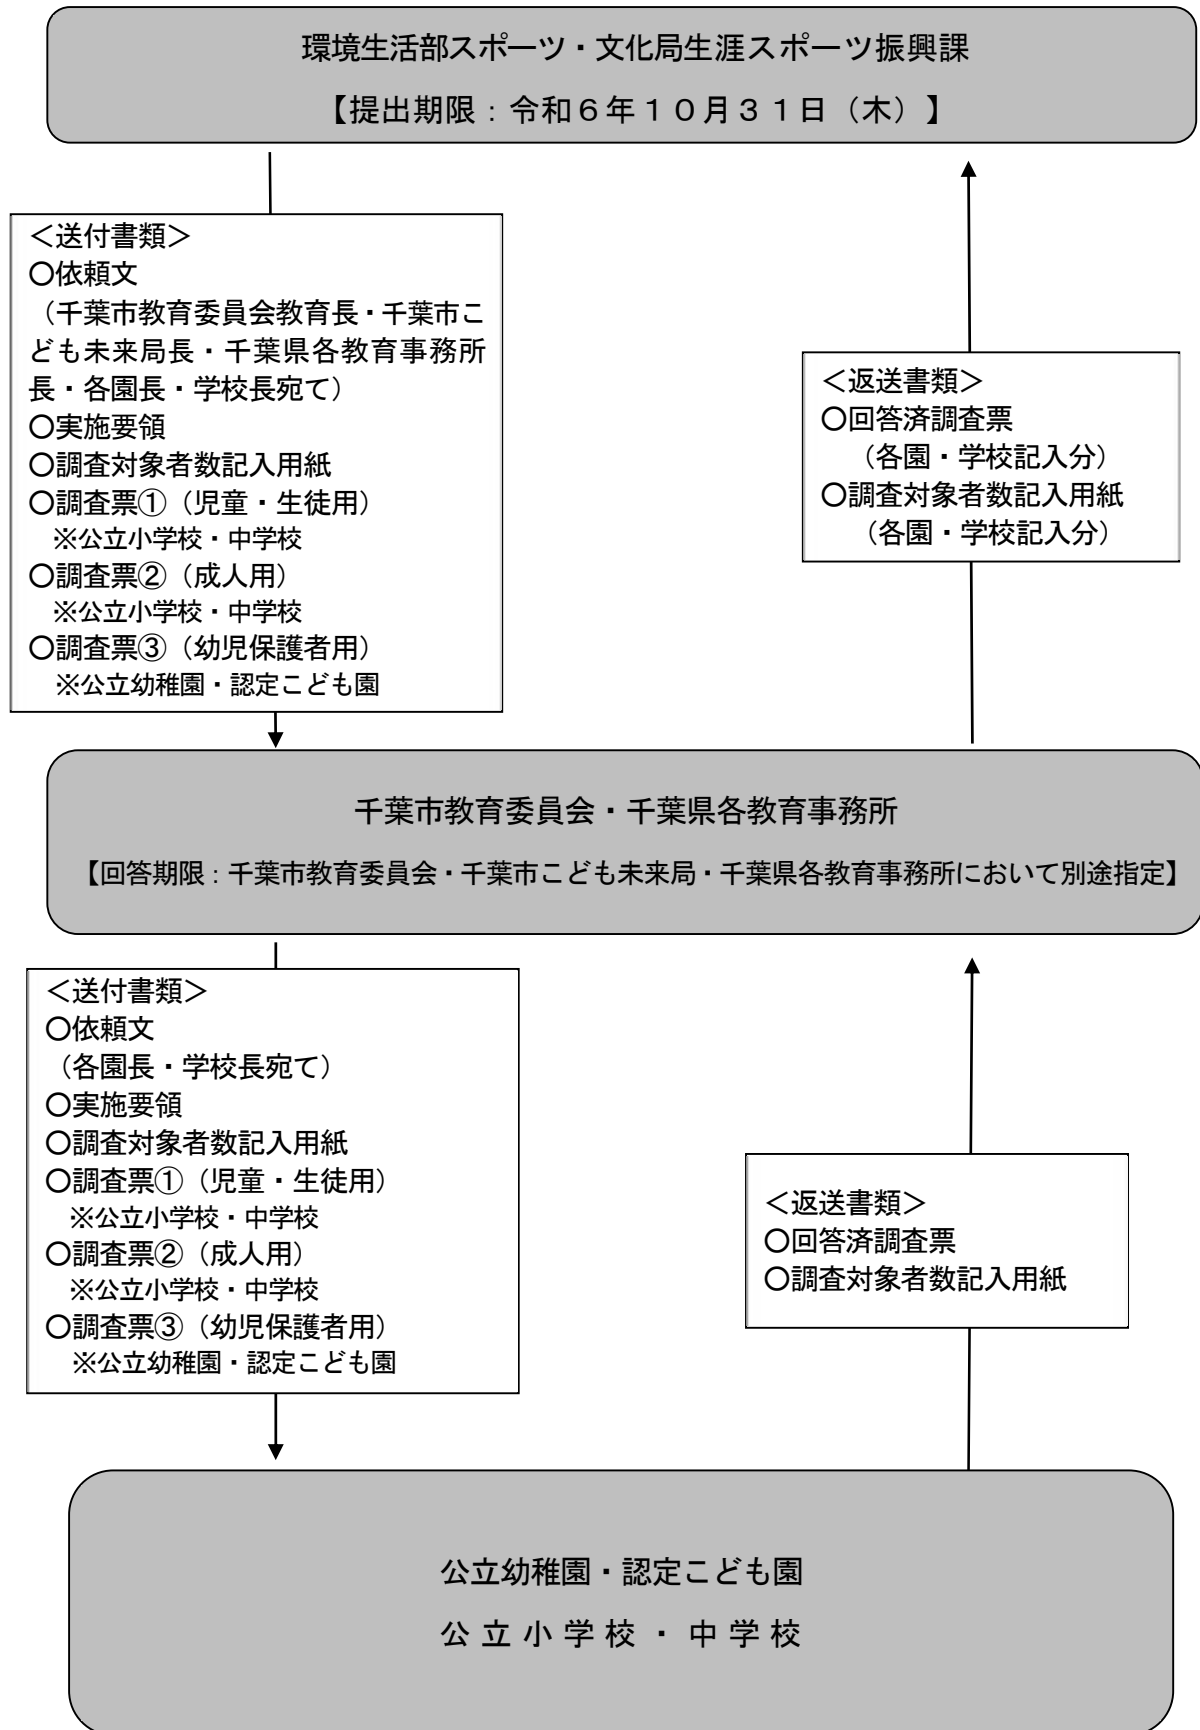 環境生活部スポーツ・文化局生涯スポーツ振興課
【提出期限：令和６年１０月３１日（木）】
＜送付書類＞
〇依頼文
（千葉市教育委員会教育長・千葉市こ
ども未来局長・千葉県各教育事務所
長・各園長・学校長宛て）
〇実施要領
〇調査対象者数記入用紙
〇調査票①（児童・生徒用）
※公立小学校・中学校
〇調査票②（成人用）
※公立小学校・中学校
〇調査票③（幼児保護者用）
※公立幼稚園・認定こども園
＜返送書類＞
〇回答済調査票
（各園・学校記入分）
〇調査対象者数記入用紙
（各園・学校記入分）
千葉市教育委員会・千葉県各教育事務所
【回答期限：千葉市教育委員会・千葉市こども未来局・千葉県各教育事務所において別途指定】
＜送付書類＞
〇依頼文
（各園長・学校長宛て）
〇実施要領
〇調査対象者数記入用紙
〇調査票①（児童・生徒用）
※公立小学校・中学校
〇調査票②（成人用）
※公立小学校・中学校
〇調査票③（幼児保護者用）
※公立幼稚園・認定こども園
＜返送書類＞
〇回答済調査票
〇調査対象者数記入用紙
公立幼稚園・認定こども園
公立小学校・中学校